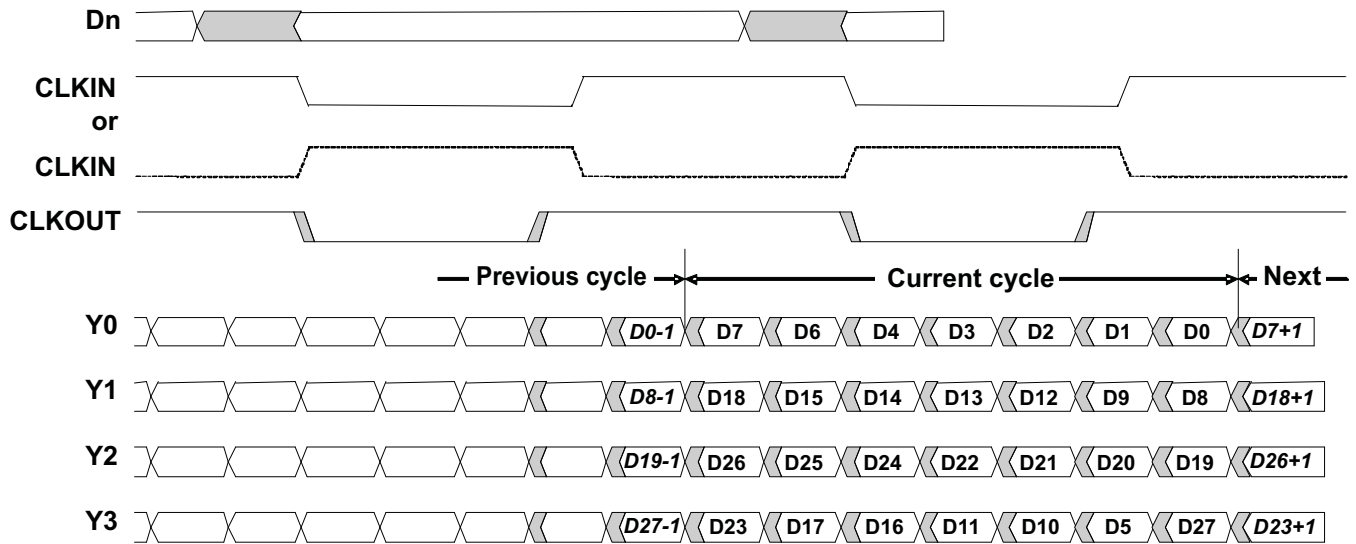 Dn
CLKIN
or
CLKIN
CLKOUT
Previous cycle Current cycle Next
Y0 D0-1 D7 D6 D4 D3 D2 D1 D0 D7+1
Y1 D8-1 D18 D15 D14 D13 D12 D9 D8 D18+1
Y2 D19-1 D26 D25 D24 D22 D21 D20 D19 D26+1
Y3 D27-1 D23 D17 D16 D11 D10 D5 D27 D23+1